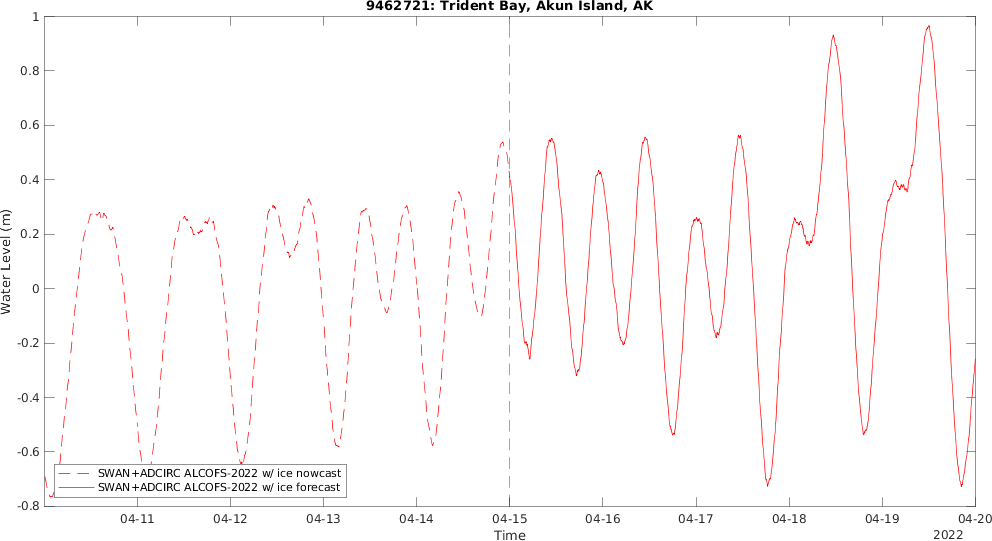 9462721: Trident Bay, Akun Island, AK
Water Level (m)
1
0.8
0.6
0.4
0.2
0
-0.2
-0.4
-0.6
-0.8
SWAN+ADCIRC ALCOFS-2022 w/ ice nowcast
SWAN+ADCIRC ALCOFS-2022 w/ ice forecast
04-11 04-12 04-13 04-14 04-15 04-16 04-17 04-18 04-19 04-20
Time
2022